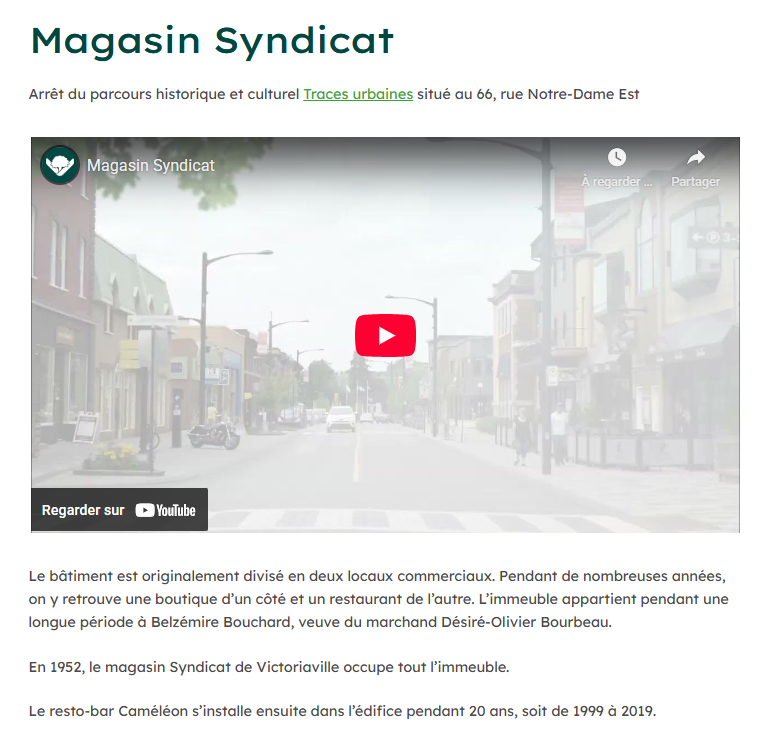 Magasin Syndicat
Arrêt du parcours historique et culturel Traces urbaines situé au 66, rue Notre-Dame Est
Magasin Syndicat
À regarder ...
Partager
Regarder sur YouTube
Le bâtiment est originalement divisé en deux locaux commerciaux. Pendant de nombreuses années,
on y retrouve une boutique d’un côté et un restaurant de l’autre. L’immeuble appartient pendant une
longue période à Belzémire Bouchard, veuve du marchand Désiré-Olivier Bourbeau.
En 1952, le magasin Syndicat de Victoriaville occupe tout l’immeuble.
Le resto-bar Caméléon s’installe ensuite dans l’édifice pendant 20 ans, soit de 1999 à 2019.